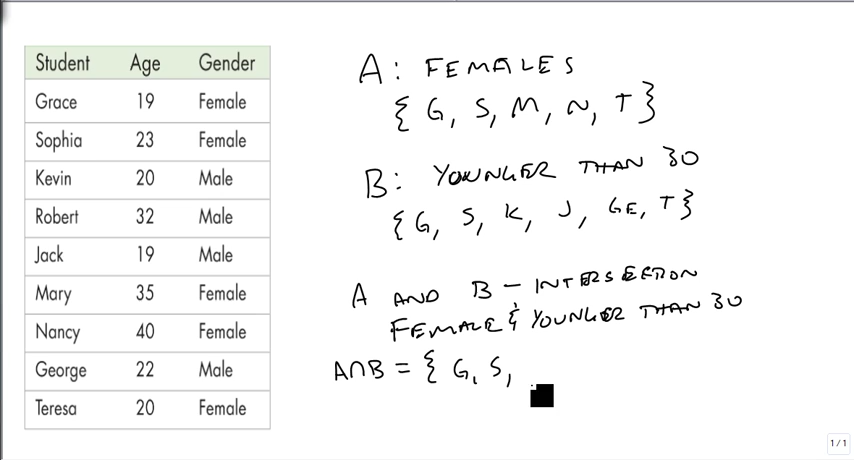 Student Age Gender
Grace 19 Female
Sophia 23 Female
Kevin 20 Male
Robert 32 Male
Jack 19 Male
Mary 35 Female
Nancy 40 Female
George 22 Male
Teresa 20 Female
A: FEMALES
{ G, S, M, N, T }
B: YOUNGER THAN 30
{ G, S, K, J, GE, T }
A AND B - INTERSECTION
FEMALE & YOUNGER THAN 30
A∩B = { G, S,
1 / 1